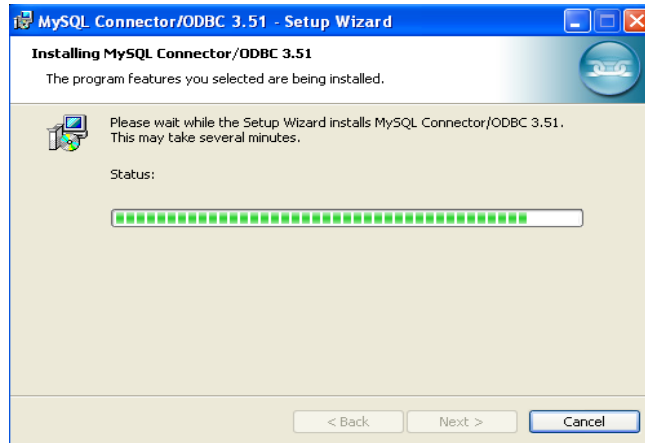 MySQL Connector/ODBC 3.51 - Setup Wizard
Installing MySQL Connector/ODBC 3.51
The program features you selected are being installed.
Please wait while the Setup Wizard installs MySQL Connector/ODBC 3.51.
This may take several minutes.
Status:
< Back
Next >
Cancel